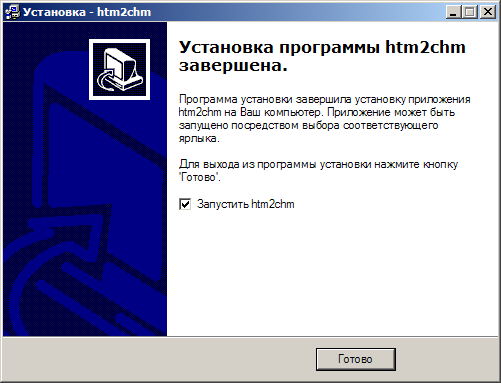 Установка - htm2chm
Установка программы htm2chm
завершена.
Программа установки завершила установку приложения
htm2chm на Ваш компьютер. Приложение может быть
запущено посредством выбора соответствующего
ярлыка.
Для выхода из программы установки нажмите кнопку
'Готово'.
Запустить htm2chm
Готово